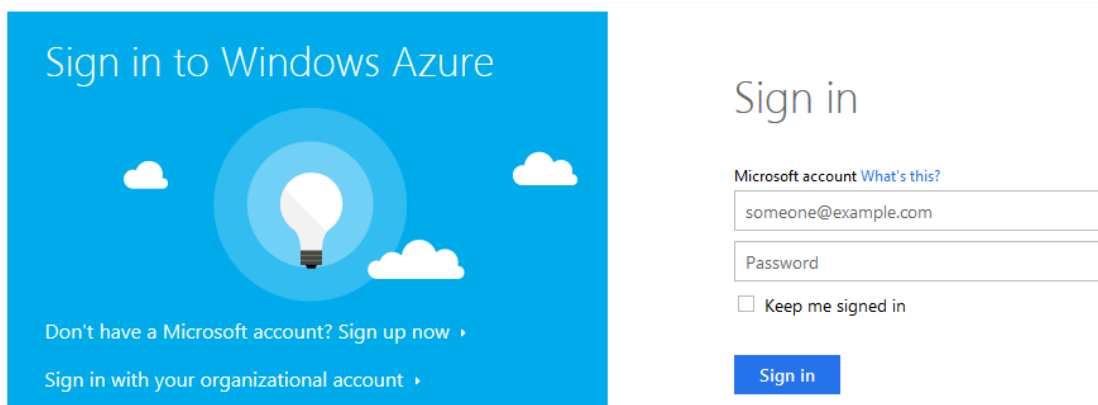 Sign in to Windows Azure
Don't have a Microsoft account? Sign up now
Sign in with your organizational account
Sign in
Microsoft account What's this?
someone@example.com
Password
Keep me signed in
Sign in